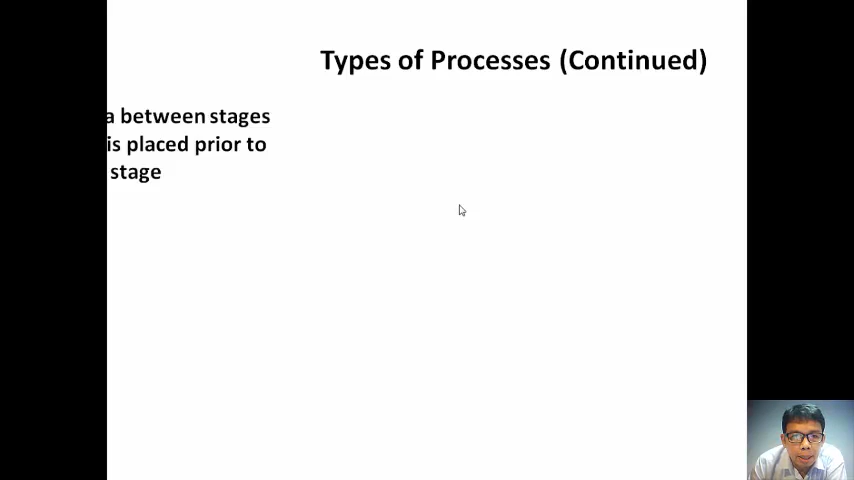 Types of Processes (Continued)
a between stages
is placed prior to
stage